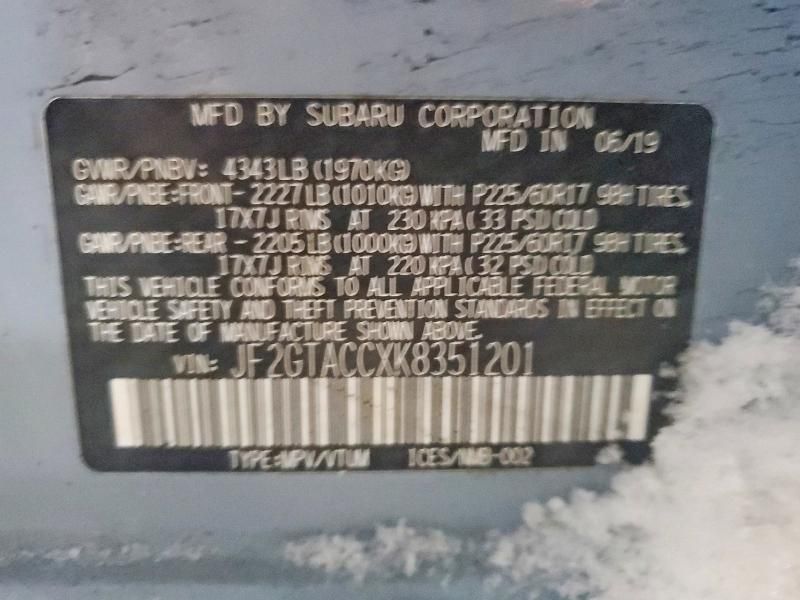 MFD BY SUBARU CORPORATION
MFD IN 06/19
GVWR/PNBV: 4343LB(1970KG)
GAWR/PNBE:FRONT-2227LB(1010KG)WITH P225/60R17 98H TIRES,
17X7J RIMS AT 230 KPA(33 PSI)COLD
GAWR/PNBE:REAR -2205LB(1000KG)WITH P225/60R17 98H TIRES,
17X7J RIMS AT 220 KPA(32 PSI)COLD
THIS VEHICLE CONFORMS TO ALL APPLICABLE FEDERAL MOTOR
VEHICLE SAFETY AND THEFT PREVENTION STANDARDS IN EFFECT ON
THE DATE OF MANUFACTURE SHOWN ABOVE.
VIN: JF2GTACCXK8351201
TYPE:MPV/VTUM ICES/NMB-002